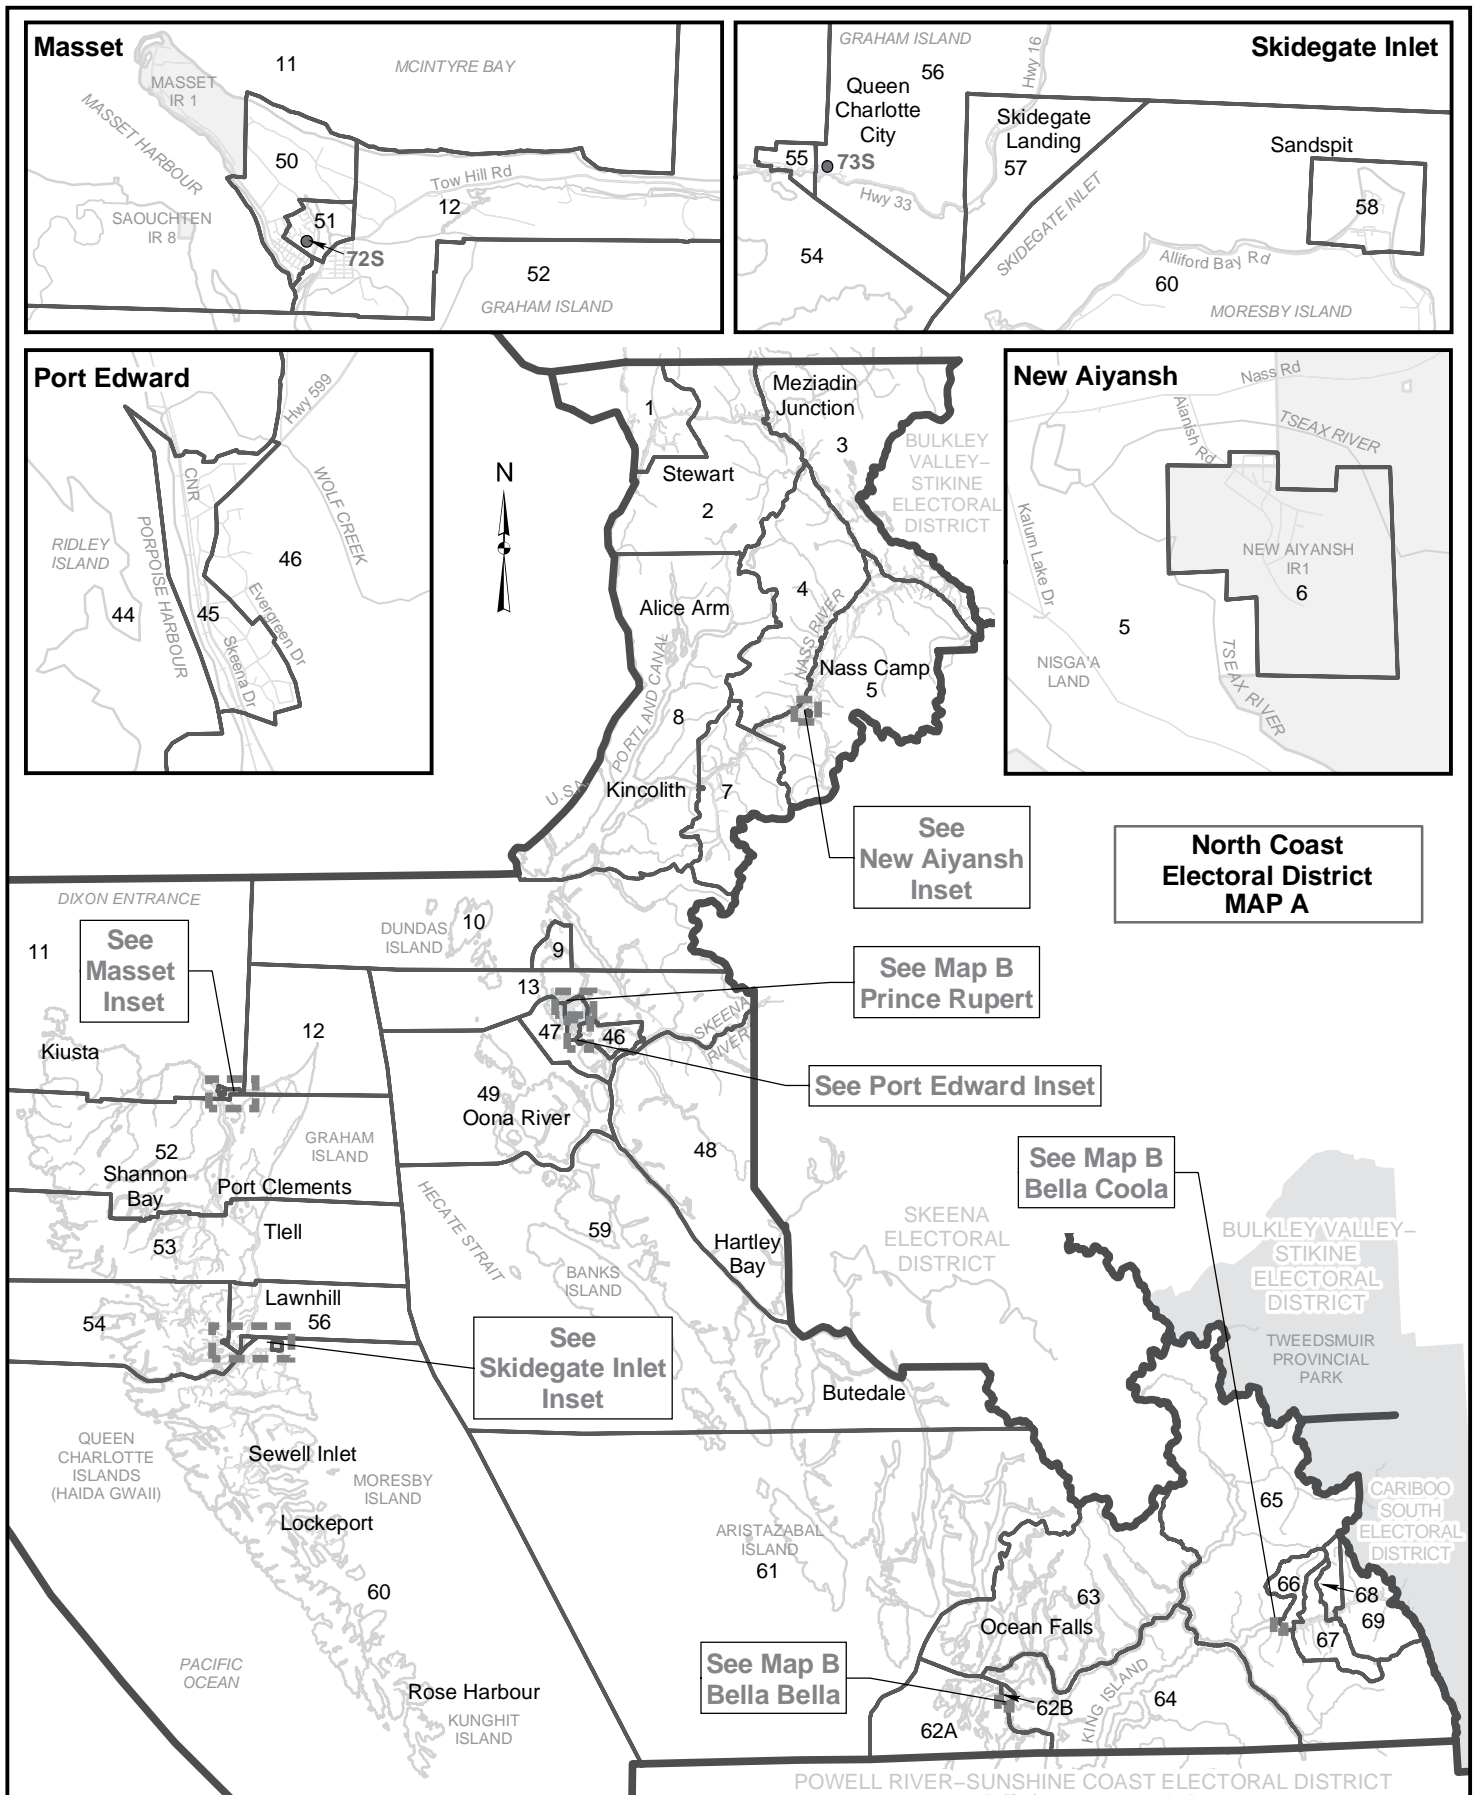 Masset
11
MCINTYRE BAY
MASSET
IR 1
MASSET HARBOUR
50
Tow Hill Rd
12
51
SAOUCHTEN
IR 8
72S
52
GRAHAM ISLAND
Skidegate Inlet
GRAHAM ISLAND
56
Hwy 16
Queen
Charlotte
City
Skidegate
Landing
57
Sandspit
55
73S
Hwy 33
58
SKIDEGATE INLET
54
Alliford Bay Rd
60
MORESBY ISLAND
Port Edward
Hwy 599
CNR
WOLF CREEK
RIDLEY
ISLAND
PORPOISE HARBOUR
46
44
45
Evergreen Dr
Skeena Dr
New Aiyansh
Nass Rd
Aianish Rd
TSEAX RIVER
Kalum Lake Dr
NEW AIYANSH
IR1
6
5
NISGA'A
LAND
TSEAX RIVER
N
1
Meziadin
Junction
3
BULKLEY
VALLEY–
STIKINE
ELECTORAL
DISTRICT
Stewart
2
4
Alice Arm
NASS RIVER
Nass Camp
5
PORTLAND CANAL
8
U.S.A
Kincolith
7
See
New Aiyansh
Inset
North Coast
Electoral District
MAP A
DIXON ENTRANCE
11
See
Masset
Inset
10
DUNDAS
ISLAND
9
See Map B
Prince Rupert
13
12
47
46
SKEENA
RIVER
Kiusta
See Port Edward Inset
49
Oona River
52
Shannon
Bay
GRAHAM
ISLAND
48
Port Clements
See Map B
Bella Coola
HECATE STRAIT
Tlell
53
59
SKEENA
ELECTORAL
DISTRICT
BULKLEY VALLEY–
STIKINE
ELECTORAL
DISTRICT
Hartley
Bay
BANKS
ISLAND
Lawnhill
56
54
See
Skidegate Inlet
Inset
TWEEDSMUIR
PROVINCIAL
PARK
Butedale
QUEEN
CHARLOTTE
ISLANDS
(HAIDA GWAII)
Sewell Inlet
MORESBY
ISLAND
Lockeport
65
CARIBOO
SOUTH
ELECTORAL
DISTRICT
ARISTAZABAL
ISLAND
61
60
63
Ocean Falls
66
68
69
67
PACIFIC
OCEAN
See Map B
Bella Bella
Rose Harbour
KUNGHIT
ISLAND
62A
62B
KING ISLAND
64
POWELL RIVER–SUNSHINE COAST ELECTORAL DISTRICT